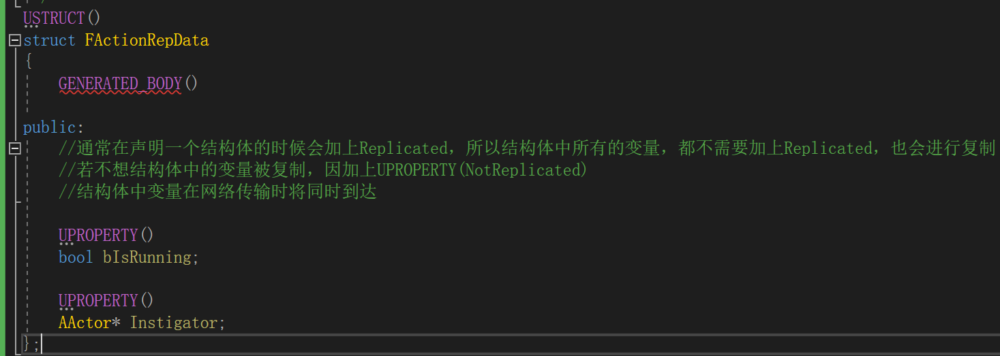 USTRUCT()
struct FActionRepData
{
GENERATED_BODY()
public:
//通常在声明一个结构体的时候会加上Replicated，所以结构体中所有的变量，都不需要加上Replicated，也会进行复制
//若不想结构体中的变量被复制，因加上UPROPERTY(NotReplicated)
//结构体中变量在网络传输时将同时到达
UPROPERTY()
bool bIsRunning;
UPROPERTY()
AActor* Instigator;
};